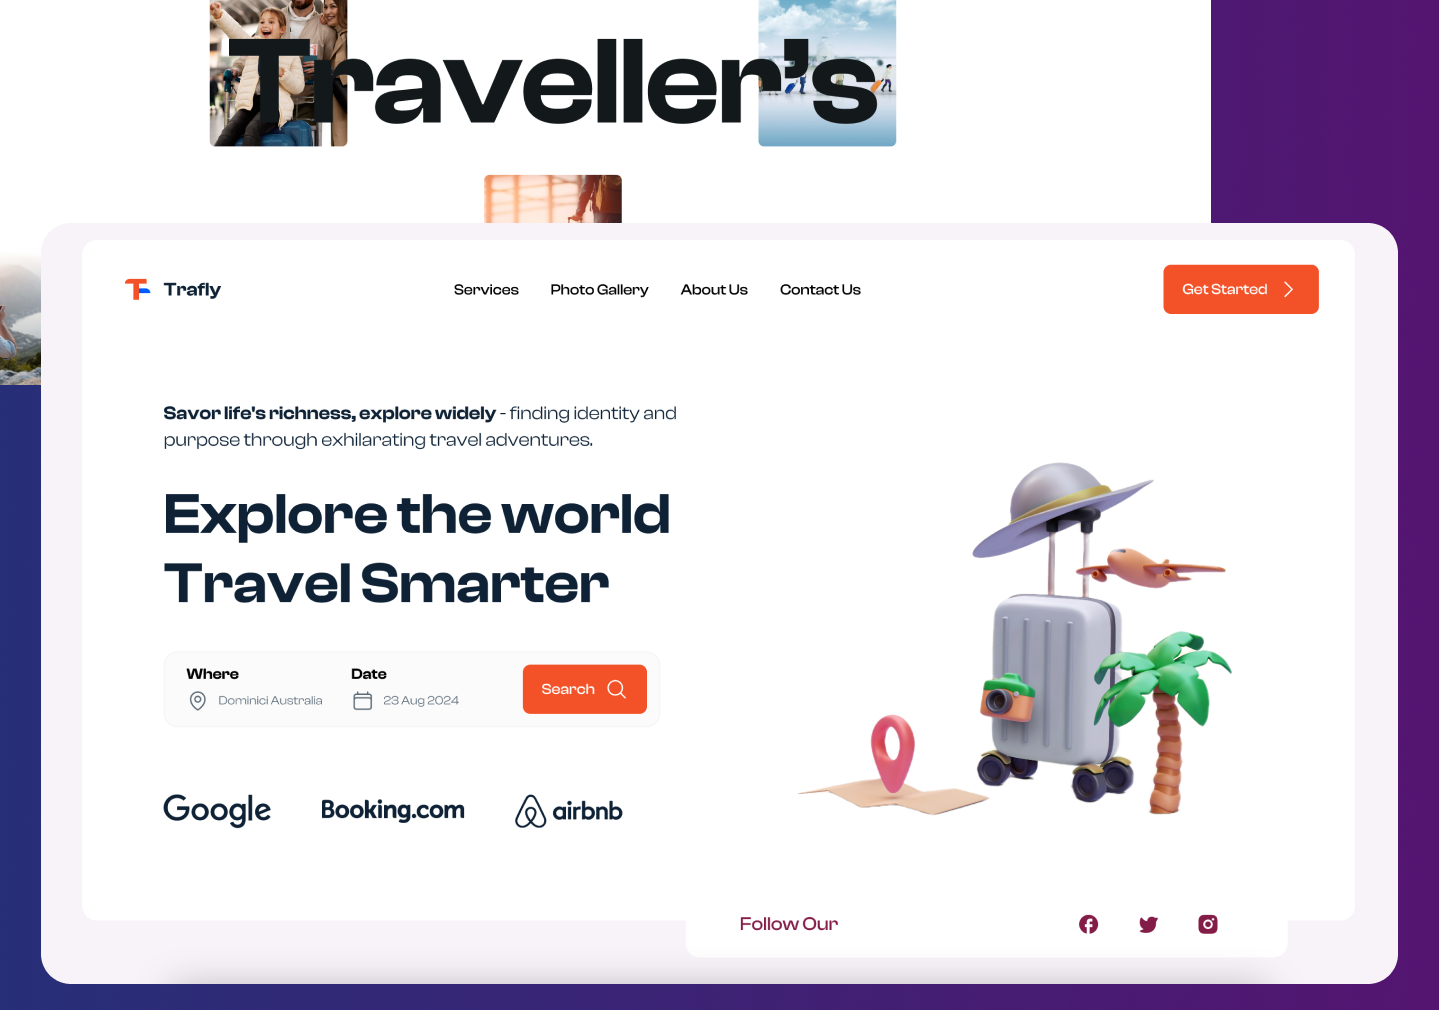 Traveller's
Trafly
Services
Photo Gallery
About Us
Contact Us
Get Started
Savor life's richness, explore widely - finding identity and
purpose through exhilarating travel adventures.
Explore the world
Travel Smarter
Where
Date
Dominici Australia
23 Aug 2024
Search
Google
Booking.com
airbnb
Follow Our